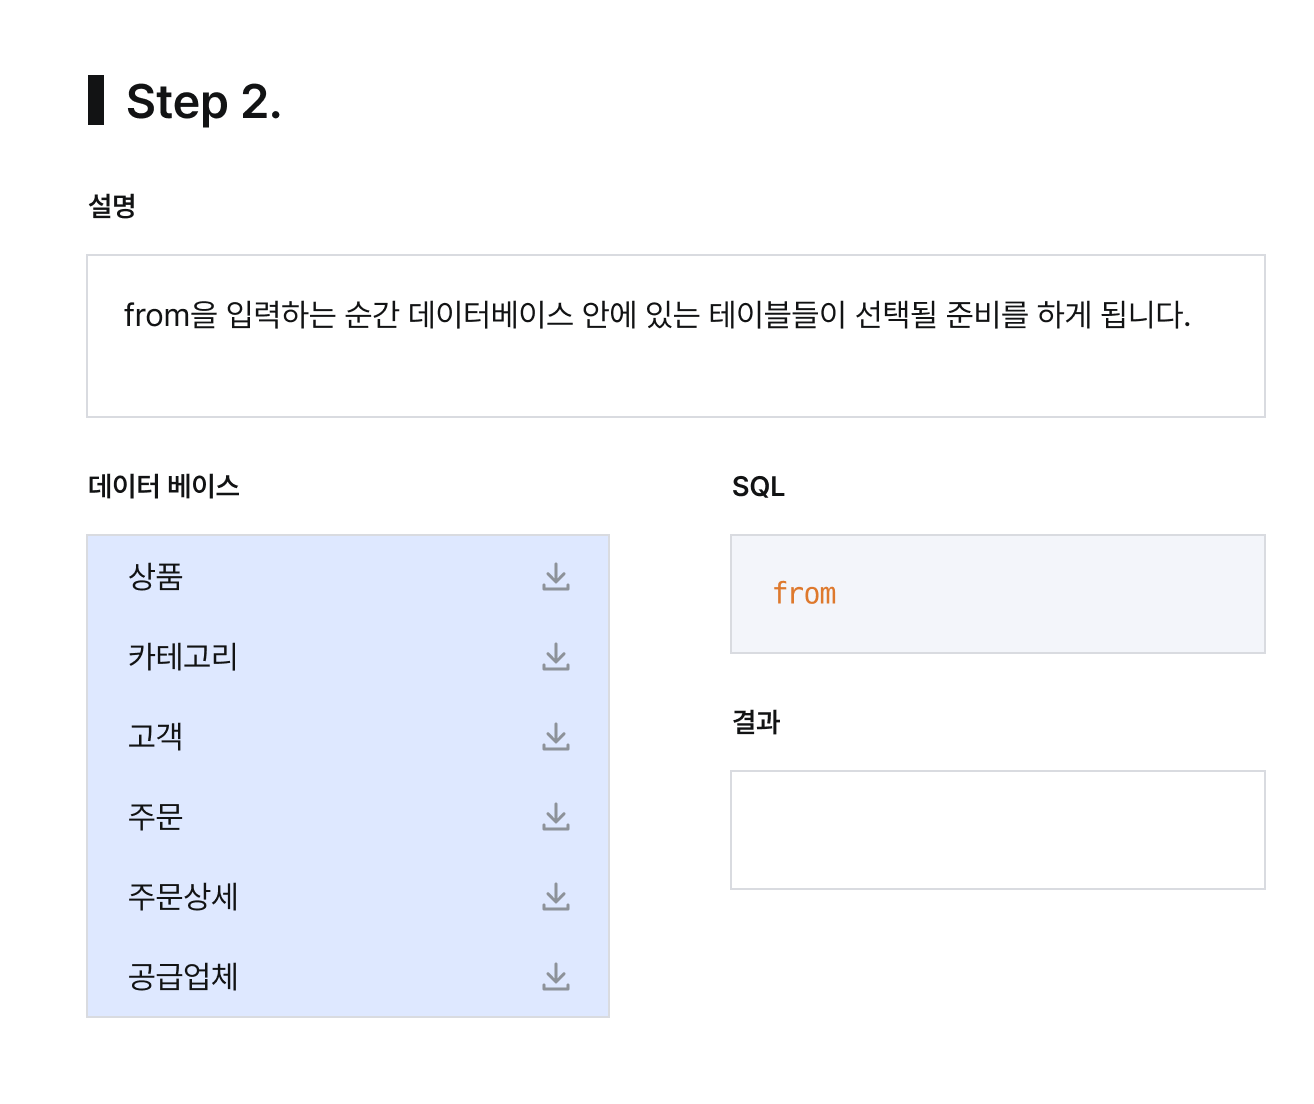 Step 2.
설명
from을 입력하는 순간 데이터베이스 안에 있는 테이블들이 선택될 준비를 하게 됩니다.
데이터 베이스
상품
카테고리
고객
주문
주문상세
공급업체
SQL
from
결과